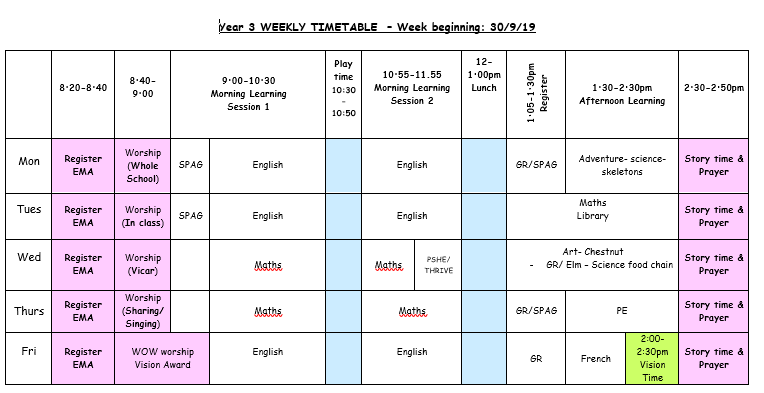 Year 3 WEEKLY TIMETABLE – Week beginning: 30/9/19
8·20-8·40
8·40-
9·00
9·00-10·30
Morning Learning
Session 1
Play
time
10:30
-
10:50
10·55-11.55
Morning Learning
Session 2
12-
1·00pm
Lunch
1·05-1·30pm
Register
1·30-2·30pm
Afternoon Learning
2·30-2·50pm
Mon
Register
EMA
Worship
(Whole
School)
SPAG
English
English
GR/SPAG
Adventure- science-
skeletons
Story time &
Prayer
Tues
Register
EMA
Worship
(In class)
SPAG
English
English
Maths
Library
Story time &
Prayer
Wed
Register
EMA
Worship
(Vicar)
Maths
Maths
PSHE/
THRIVE
Art- Chestnut
- GR/ Elm – Science food chain
Story time &
Prayer
Thurs
Register
EMA
Worship
(Sharing/
Singing)
Maths
Maths
GR/SPAG
PE
Story time &
Prayer
Fri
Register
EMA
WOW worship
Vision Award
English
English
GR
French
2:00-
2:30pm
Vision
Time
Story time &
Prayer